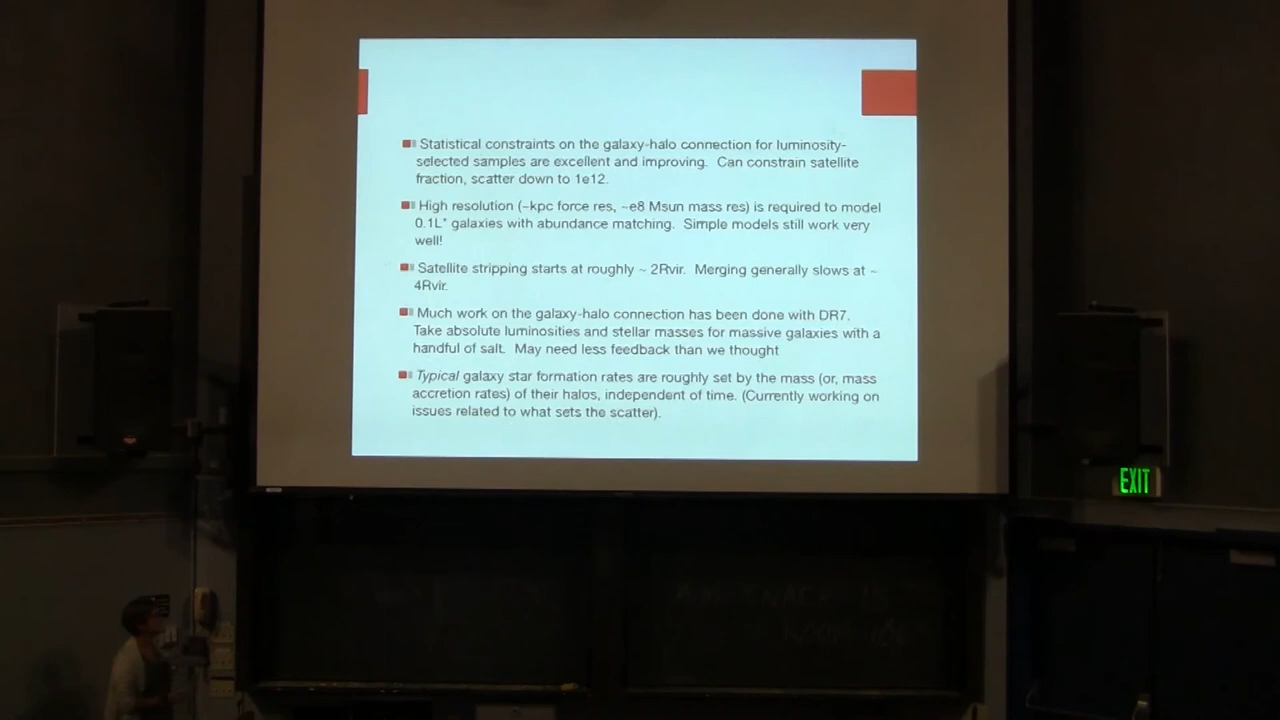 Statistical constraints on the galaxy-halo connection for luminosity-
selected samples are excellent and improving. Can constrain satellite
fraction, scatter down to 1e12.
High resolution (~kpc force res, ~e8 Msun mass res) is required to model
0.1L* galaxies with abundance matching. Simple models still work very
well!
Satellite stripping starts at roughly ~ 2Rvir. Merging generally slows at ~
4Rvir.
Much work on the galaxy-halo connection has been done with DR7.
Take absolute luminosities and stellar masses for massive galaxies with a
handful of salt. May need less feedback than we thought
Typical galaxy star formation rates are roughly set by the mass (or, mass
accretion rates) of their halos, independent of time. (Currently working on
issues related to what sets the scatter).
EXIT